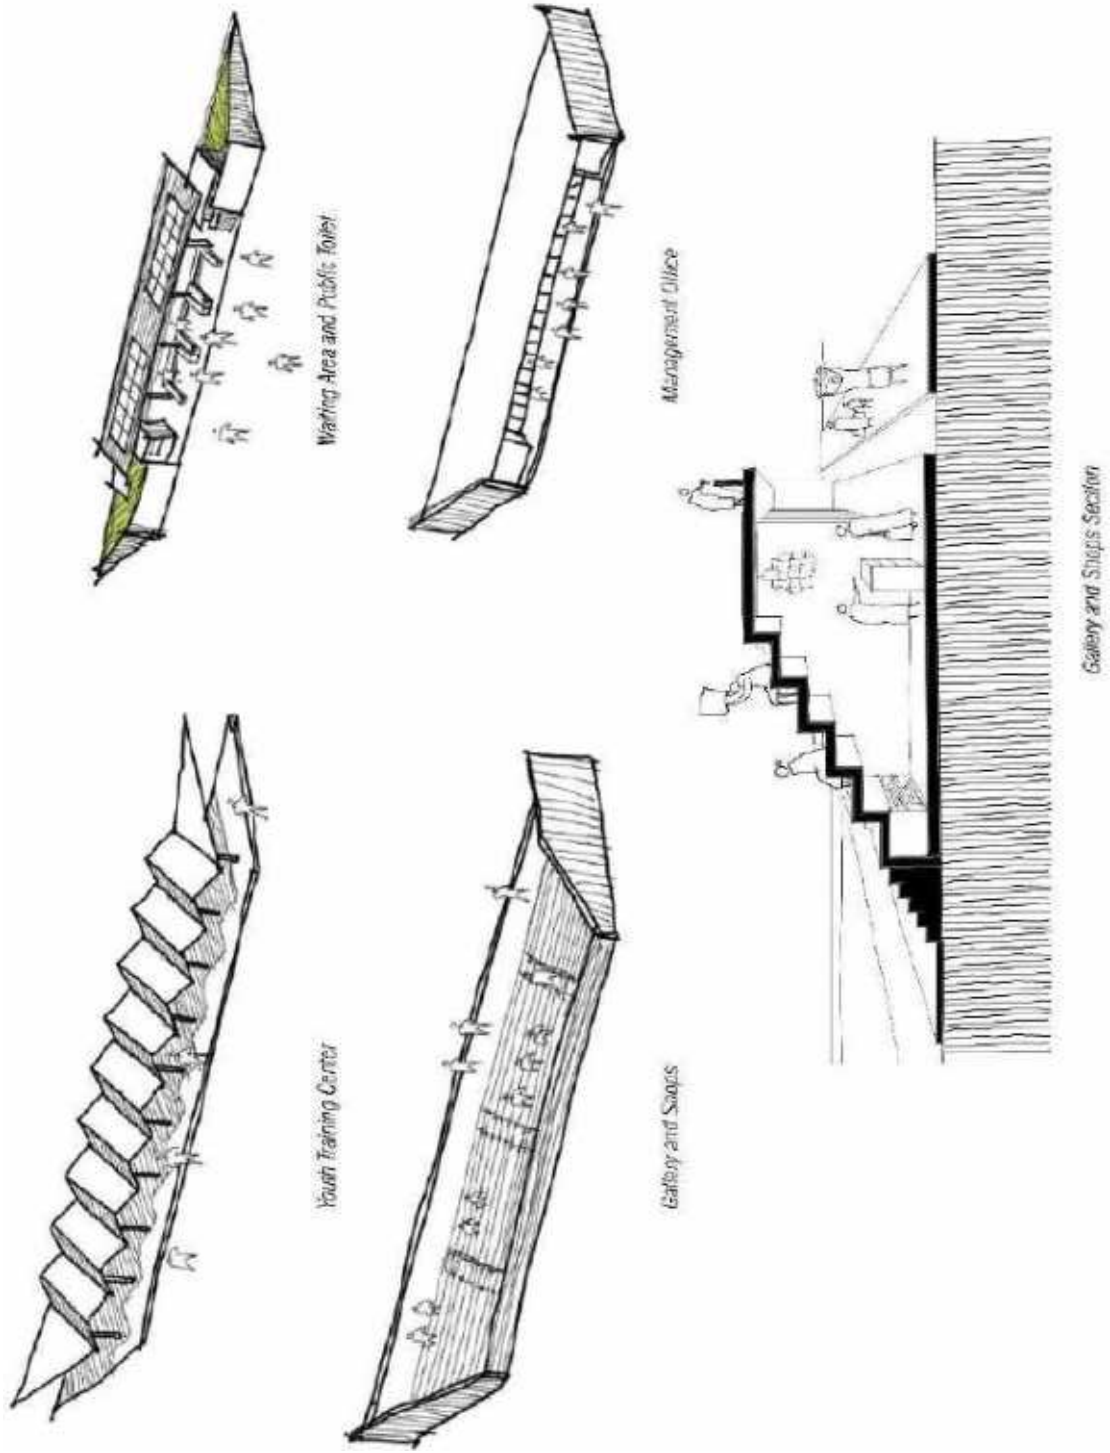 Youth Training Center
Waiting Area and Public Toilet
Gallery and Shops
Management Office
Gallery and Shops Section